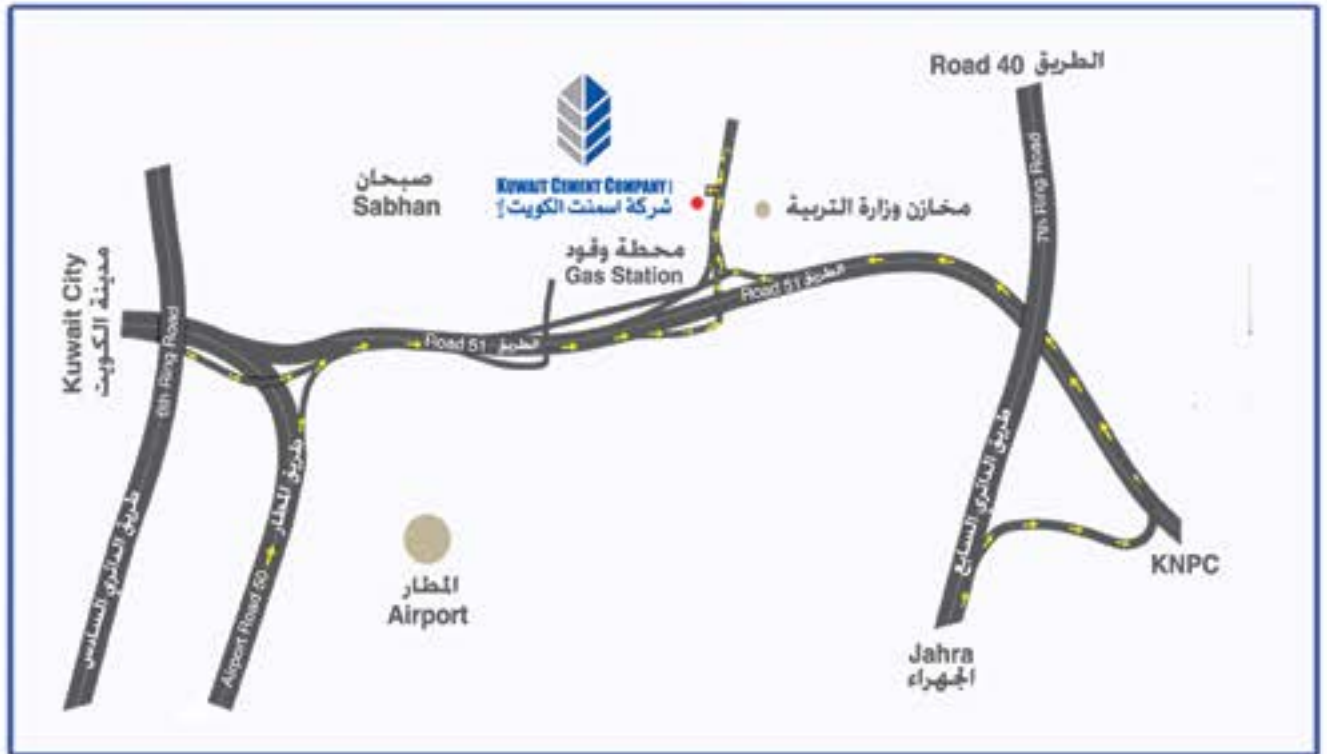 Road 40 الطريق
7th Ring Road
صبحان
Sabhan
KUWAIT CEMENT COMPANY
شركة اسمنت الكويت
مخازن وزارة التربية
محطة وقود
Gas Station
Road 51 الطريق
Kuwait City
مدينة الكويت
6th Ring Road
Road 51 الطريق
طريق الدائري السادس
طريق المطار
Airport Road 50
المطار
Airport
طريق الدائري السابع
KNPC
Jahra
الجهراء